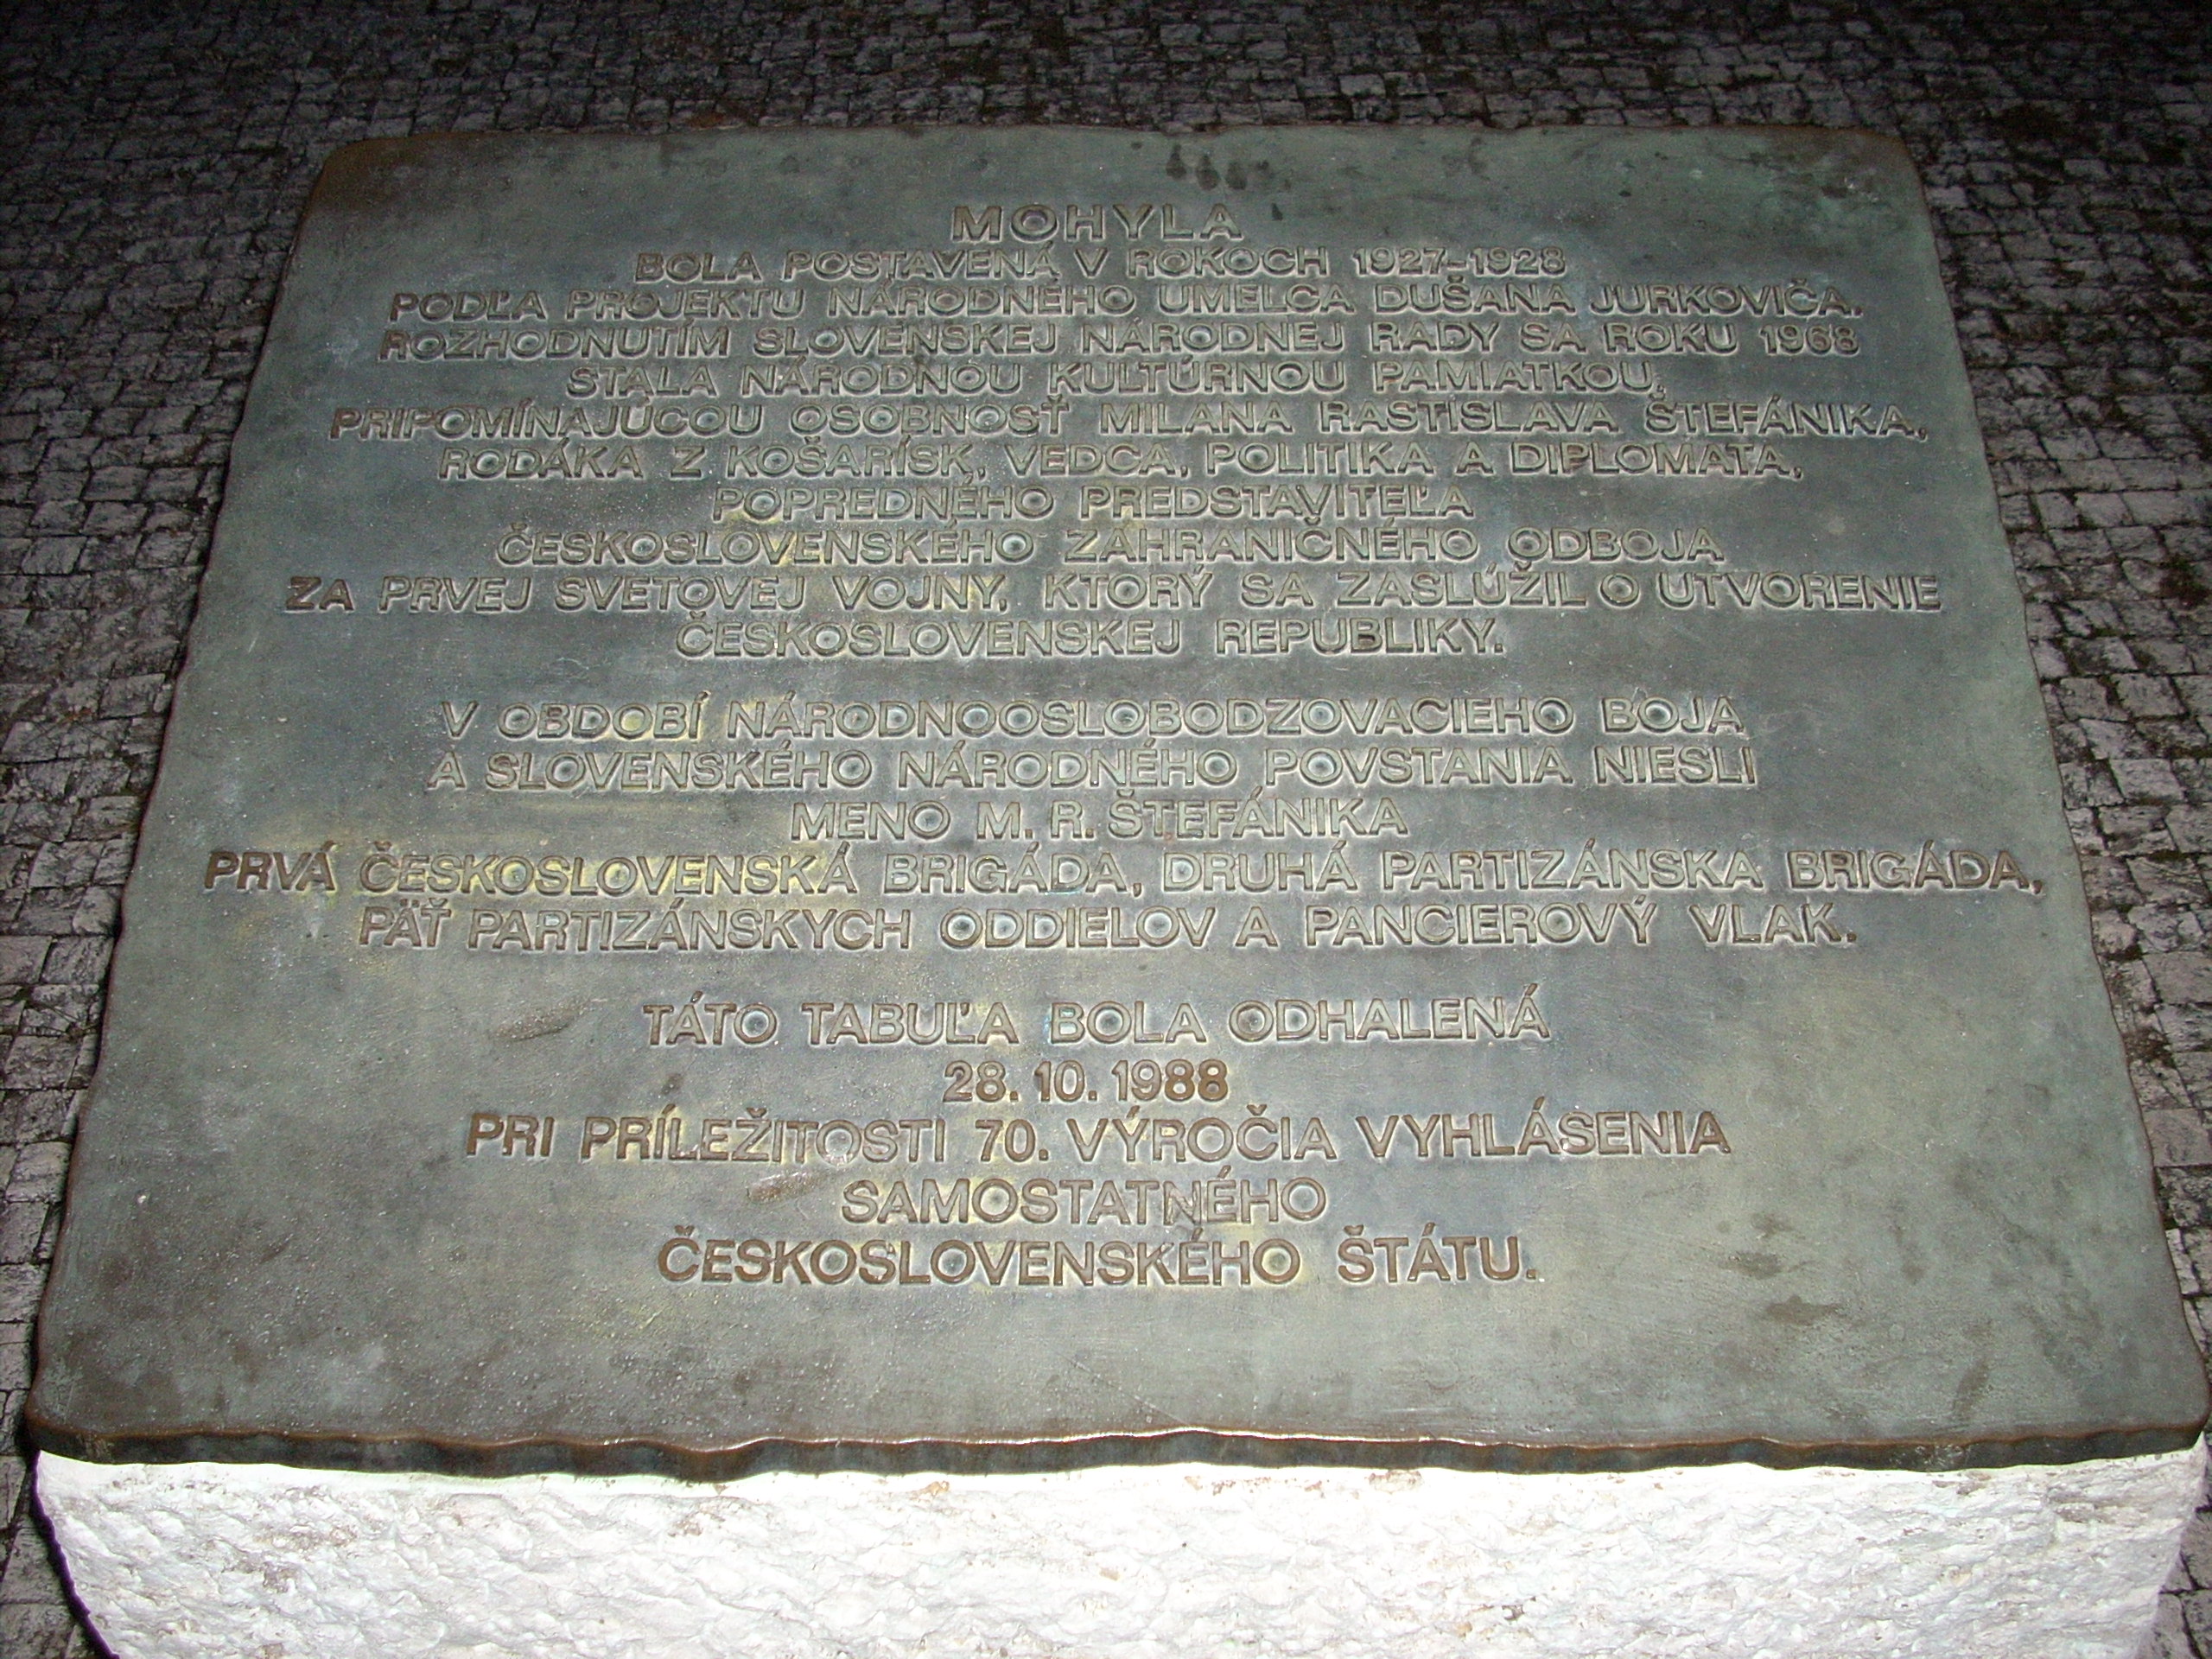 MOHYLA
BOLA POSTAVENÁ V ROKOCH 1927-1928
PODĽA PROJEKTU NÁRODNÉHO UMELCA DUŠANA JURKOVIČA.
ROZHODNUTÍM SLOVENSKEJ NÁRODNEJ RADY SA ROKU 1968
STALA NÁRODNOU KULTÚRNOU PAMIATKOU,
PRIPOMÍNAJÚCOU OSOBNOSŤ MILANA RASTISLAVA ŠTEFÁNIKA,
RODÁKA Z KOŠARÍSK, VEDCA, POLITIKA A DIPLOMATA,
POPREDNÉHO PREDSTAVITEĽA
ČESKOSLOVENSKÉHO ZAHRANIČNÉHO ODBOJA
ZA PRVEJ SVETOVEJ VOJNY, KTORÝ SA ZASLÚŽIL O UTVORENIE
ČESKOSLOVENSKEJ REPUBLIKY.
V OBDOBÍ NÁRODNOOSLOBODZOVACIEHO BOJA
A SLOVENSKÉHO NÁRODNÉHO POVSTANIA NIESLI
MENO M. R. ŠTEFÁNIKA
PRVÁ ČESKOSLOVENSKÁ BRIGÁDA, DRUHÁ PARTIZÁNSKA BRIGÁDA,
PÄŤ PARTIZÁNSKYCH ODDIELOV A PANCIEROVÝ VLAK.
TÁTO TABUĽA BOLA ODHALENÁ
28. 10. 1988
PRI PRÍLEŽITOSTI 70. VÝROČIA VYHLÁSENIA
SAMOSTATNÉHO
ČESKOSLOVENSKÉHO ŠTÁTU.